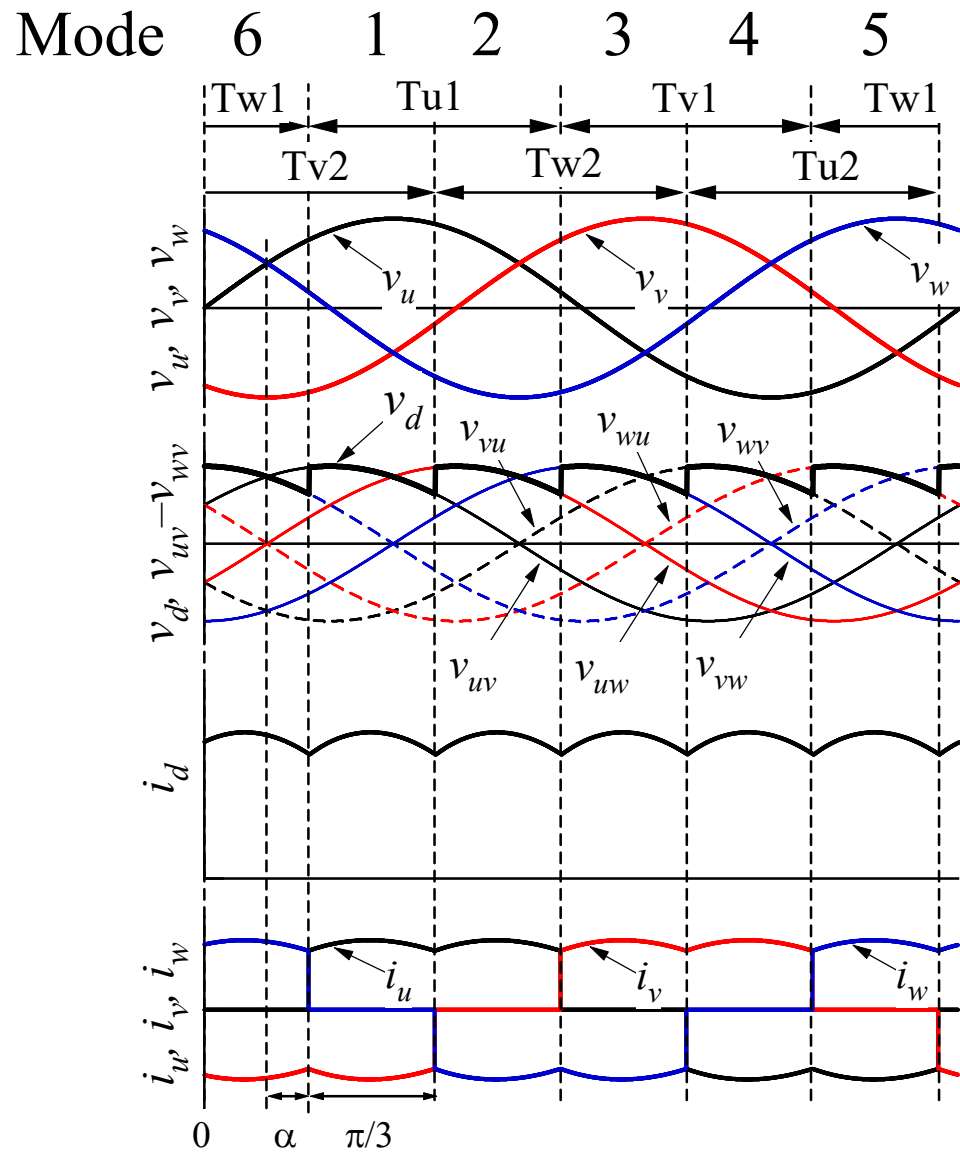 Mode 6 1 2 3 4 5
Tw1 Tu1 Tv1 Tw1
Tv2 Tw2 Tu2
v_u, v_v, v_w
v_u v_v v_w
v_d, v_uv–v_wv
v_d v_vu v_wu v_wv
v_uv v_uw v_vw
i_d
i_u, i_v, i_w
i_u i_v i_w
0 α π/3